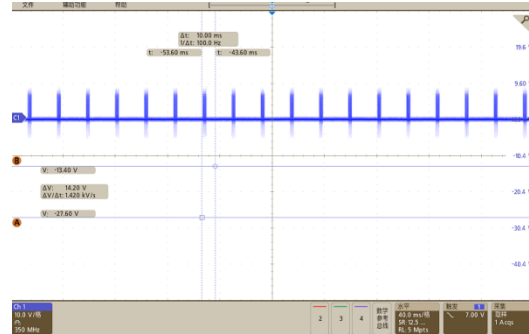 文件 辅助功能 帮助
Δt: 10.00 ms
1/Δt: 100.0 Hz
t: -53.60 ms
t: -43.60 ms
19.6
9.60
C1
B
-10.4
V: -13.40 V
ΔV: 14.20 V
ΔV/Δt: 1.420 kV/s
-20.4
V: -27.60 V
A
-30.4
-40.4
Ch 1
10.0 V/格
350 MHz
2
3
4
数学
参考
总线
水平
40.0 ms/格
SR: 12.5 ...
RL: 5 Mpts
触发
7.00 V
采集
1 Acqs